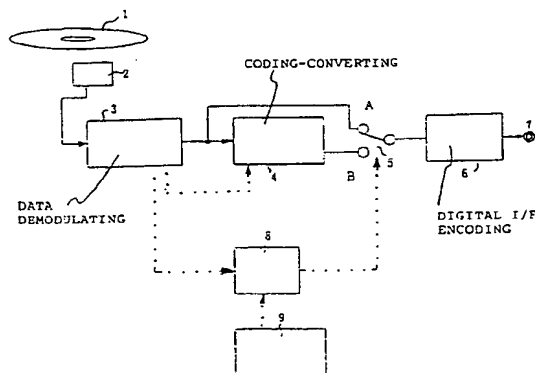 1
2
CODING-CONVERTING
3
A
7
5
4
B
6
DATA
DEMODULATING
DIGITAL I/F
ENCODING
8
9